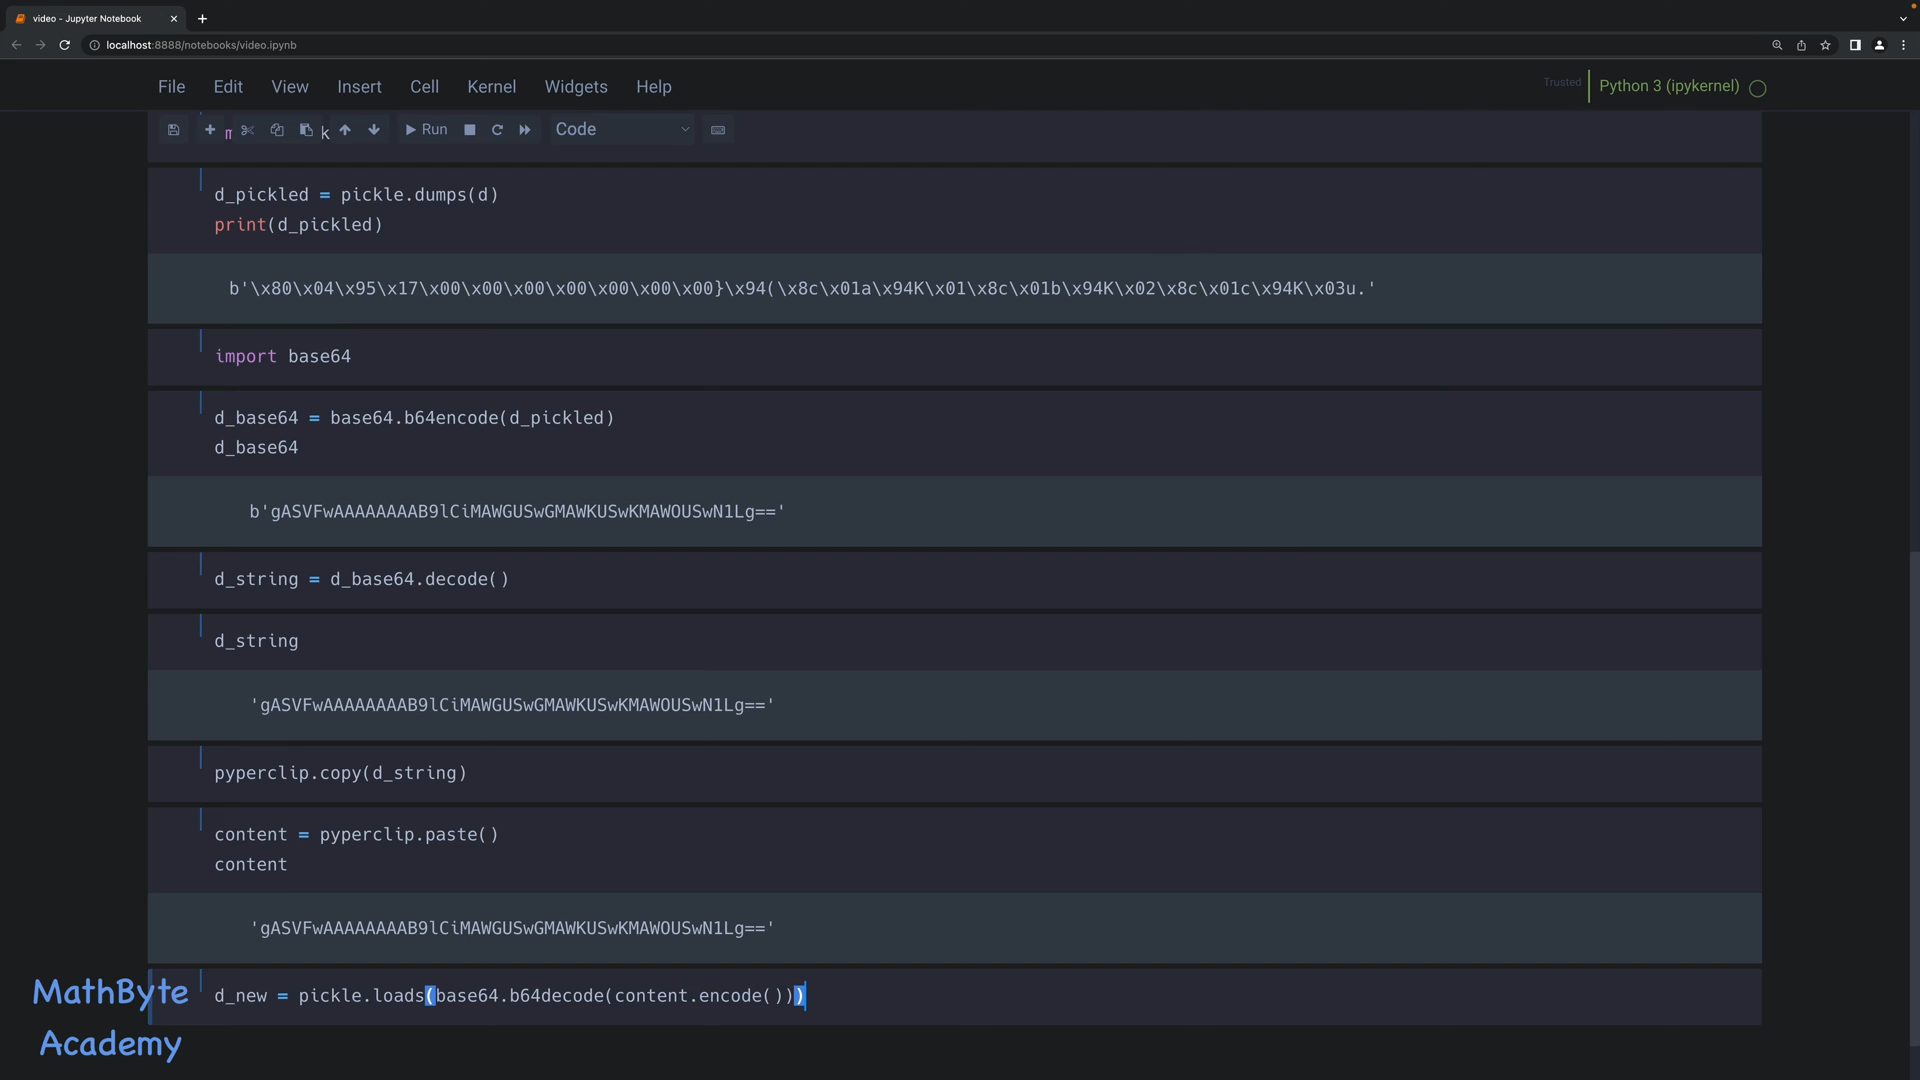 video - Jupyter Notebook
localhost:8888/notebooks/video.ipynb
File Edit View Insert Cell Kernel Widgets Help
Trusted
Python 3 (ipykernel)
Run
Code
d_pickled = pickle.dumps(d)
print(d_pickled)
b'\x80\x04\x95\x17\x00\x00\x00\x00\x00\x00\x00}\x94(\x8c\x01a\x94K\x01\x8c\x01b\x94K\x02\x8c\x01c\x94K\x03u.'
import base64
d_base64 = base64.b64encode(d_pickled)
d_base64
b'gASVFwAAAAAAAAB9lCiMAWGUSwGMAWKUSwKMAWOUSwN1Lg=='
d_string = d_base64.decode()
d_string
'gASVFwAAAAAAAAB9lCiMAWGUSwGMAWKUSwKMAWOUSwN1Lg=='
pyperclip.copy(d_string)
content = pyperclip.paste()
content
'gASVFwAAAAAAAAB9lCiMAWGUSwGMAWKUSwKMAWOUSwN1Lg=='
d_new = pickle.loads(base64.b64decode(content.encode()))
MathByte
Academy